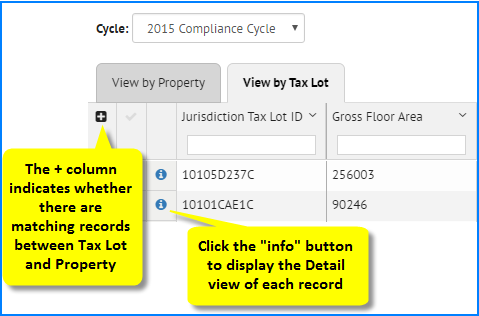 Cycle: 2015 Compliance Cycle
View by Property
View by Tax Lot
Jurisdiction Tax Lot ID
Gross Floor Area
10105D237C 256003
10101CAE1C 90246
The + column
indicates whether
there are
matching records
between Tax Lot
and Property
Click the "info" button
to display the Detail
view of each record